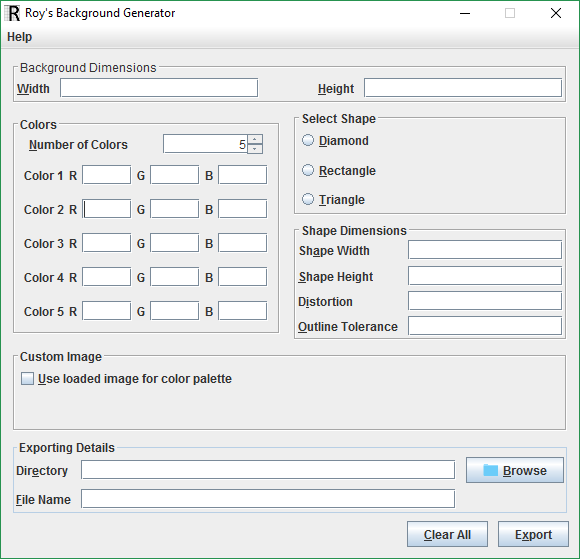 R Roy's Background Generator
Help
Background Dimensions
Width Height
Colors
Number of Colors 5
Color 1 R G B
Color 2 R G B
Color 3 R G B
Color 4 R G B
Color 5 R G B
Select Shape
Diamond
Rectangle
Triangle
Shape Dimensions
Shape Width
Shape Height
Distortion
Outline Tolerance
Custom Image
Use loaded image for color palette
Exporting Details
Directory Browse
File Name
Clear All Export